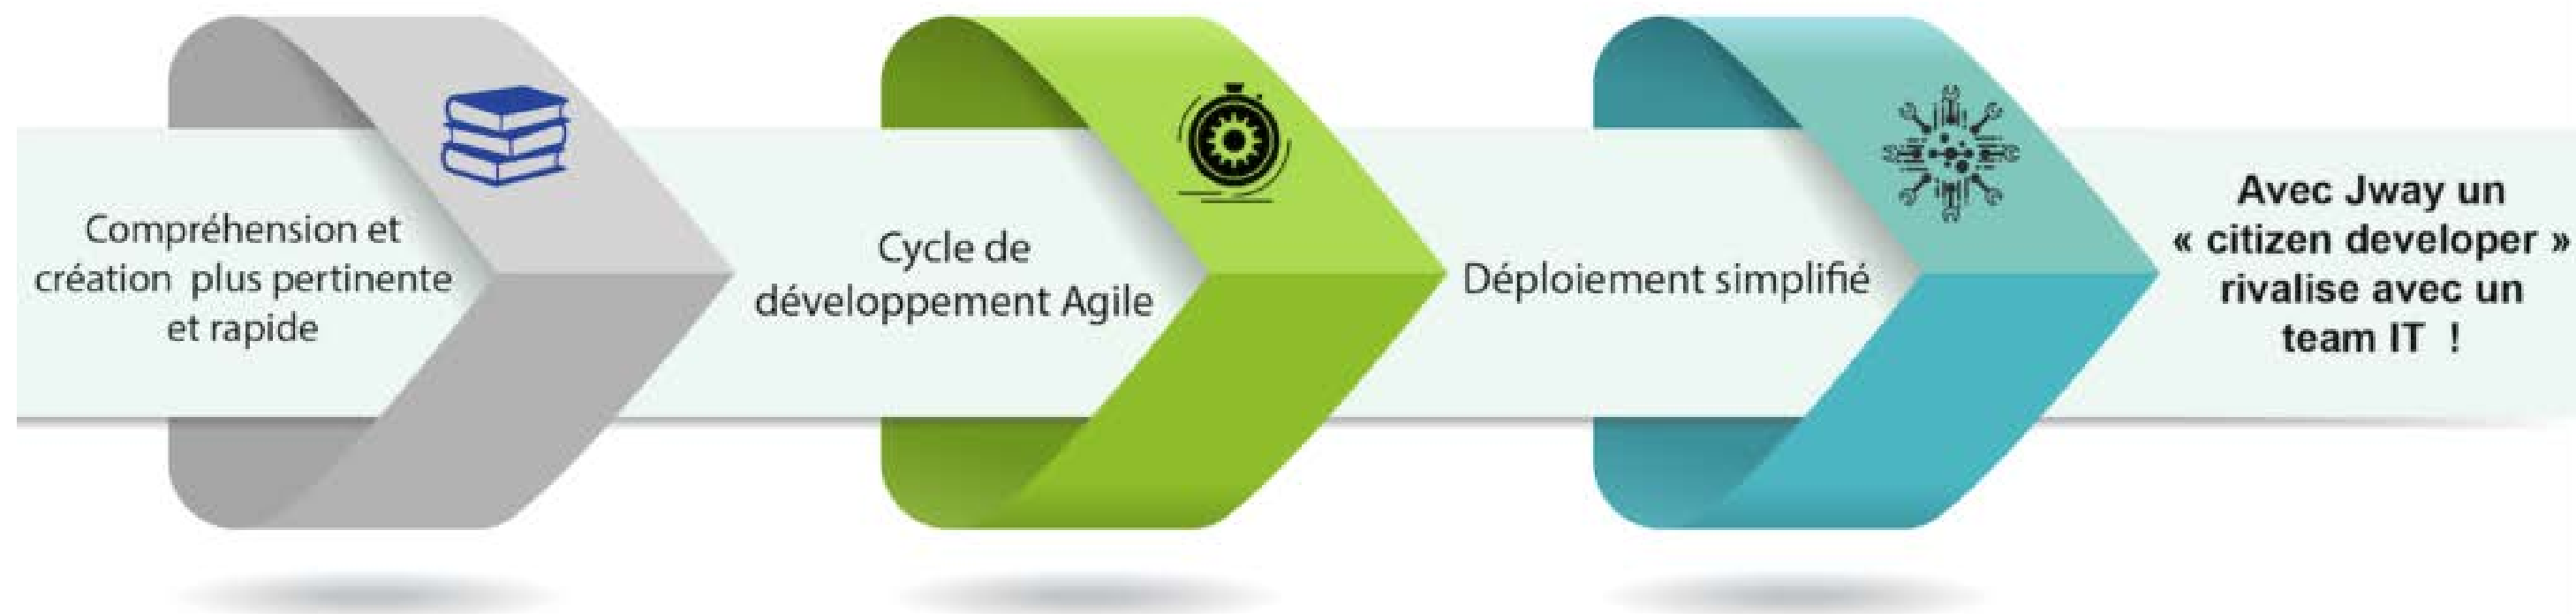 Compréhension et
création plus pertinente
et rapide
Cycle de
développement Agile
Déploiement simplifié
Avec Jway un
« citizen developer »
rivalise avec un
team IT !